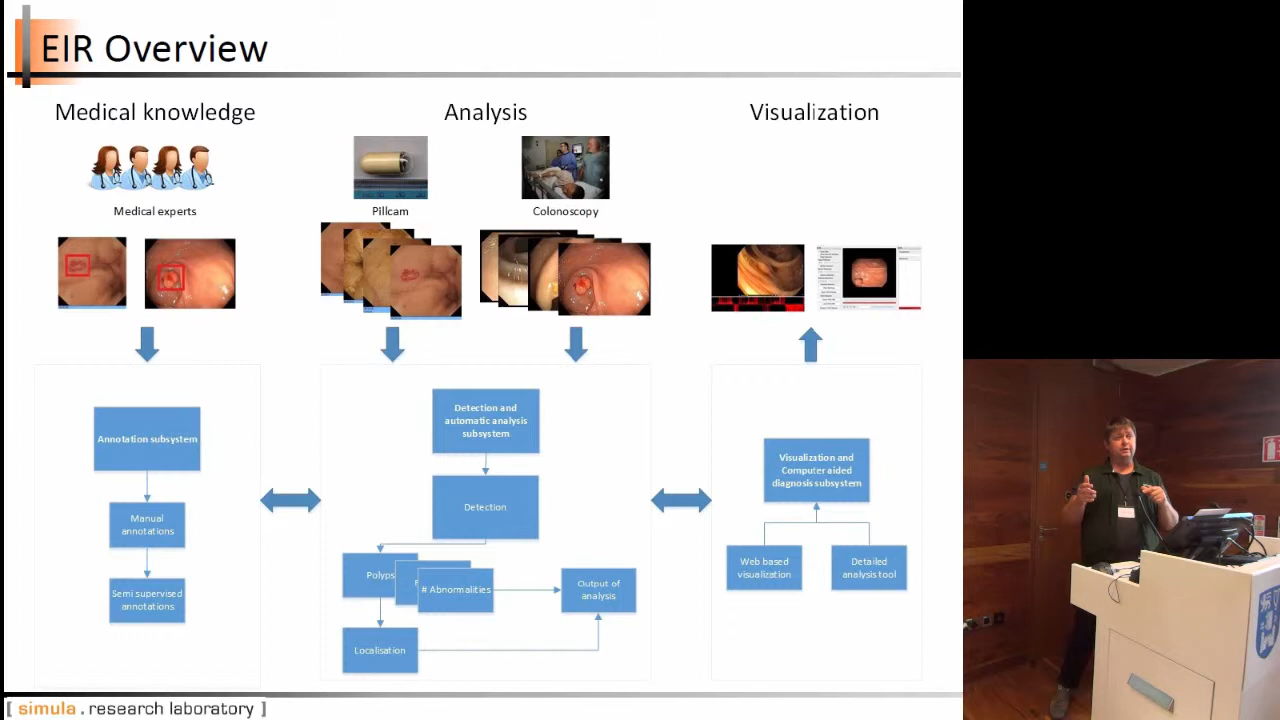 EIR Overview
Medical knowledge
Analysis
Visualization
Medical experts
Pillcam
Colonoscopy
Annotation subsystem
Manual
annotations
Semi supervised
annotations
Detection and
automatic analysis
subsystem
Detection
Polyps
# Abnormalities
Output of
analysis
Localisation
Visualization and
Computer aided
diagnosis subsystem
Web based
visualization
Detailed
analysis tool
[ simula . research laboratory ]